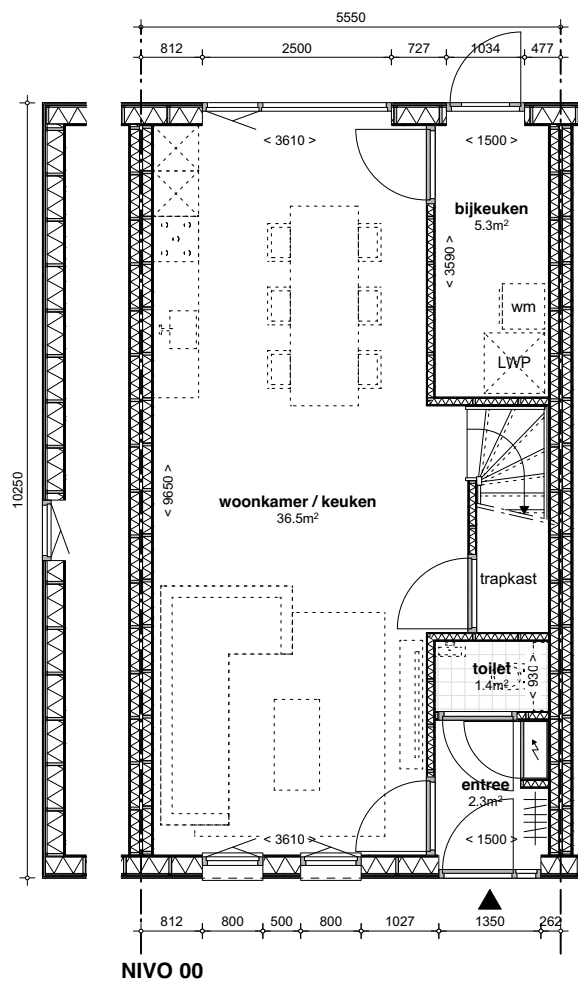 5550
812 2500 727 1034 477
< 3610 > < 1500 >
bijkeuken
5.3m²
< 3590 >
wm
LWP
10250
< 9650 >
woonkamer / keuken
36.5m²
trapkast
toilet
1.4m²
< 930 >
entree
2.3m²
< 3610 > < 1500 >
812 800 500 800 1027 1350 262
NIVO 00